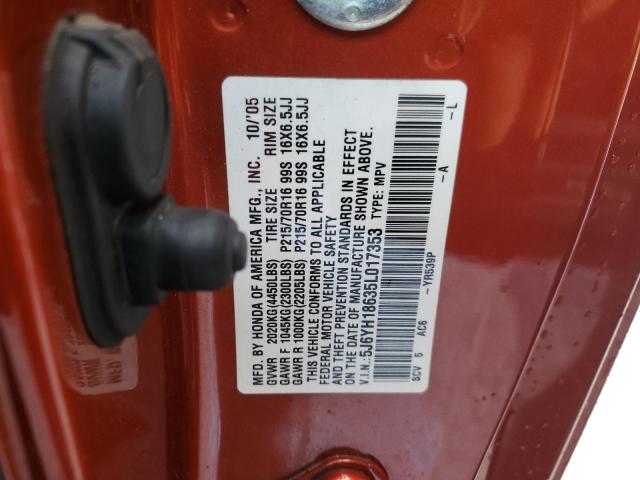 MFD. BY HONDA OF AMERICA MFG., INC. 10/'05
GVWR 2020KG(4450LBS) TIRE SIZE RIM SIZE
GAWR F 1045KG(2300LBS) P215/70R16 99S 16X6.5JJ
GAWR R 1000KG(2205LBS) P215/70R16 99S 16X6.5JJ
THIS VEHICLE CONFORMS TO ALL APPLICABLE
FEDERAL MOTOR VEHICLE SAFETY
AND THEFT PREVENTION STANDARDS IN EFFECT
ON THE DATE OF MANUFACTURE SHOWN ABOVE.
V.I.N.:5J6YH18635L017353 TYPE: MPV
SCV 5 AC6 -YR539P -A -L